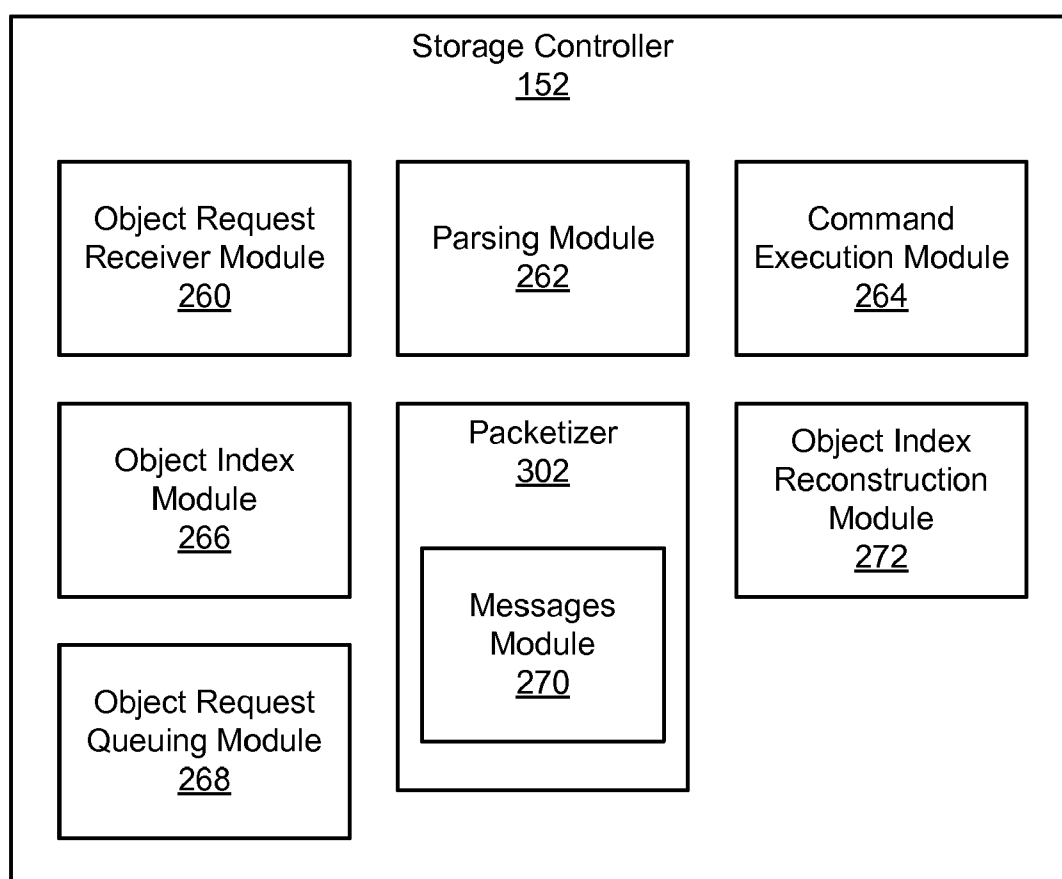 Storage Controller
152
Object Request
Receiver Module
260
Parsing Module
262
Command
Execution Module
264
Object Index
Module
266
Packetizer
302
Messages
Module
270
Object Index
Reconstruction
Module
272
Object Request
Queuing Module
268